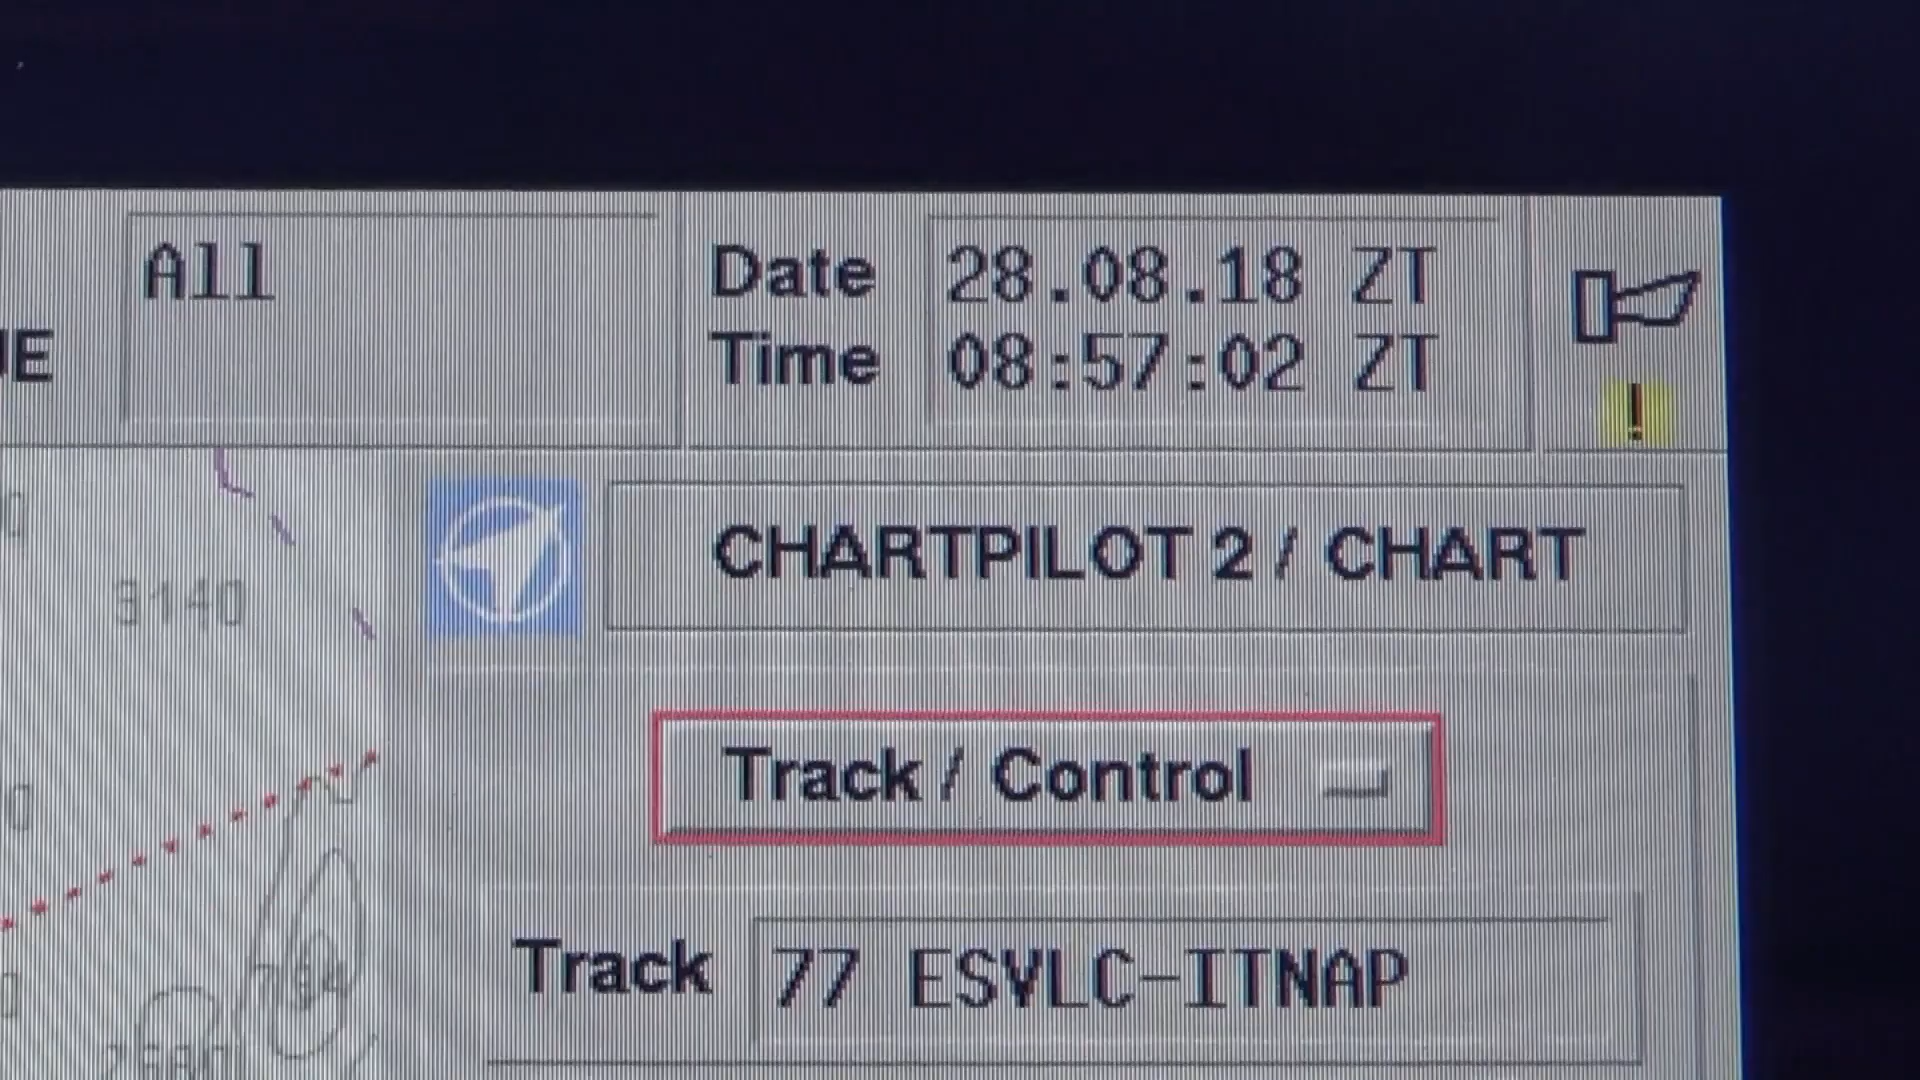 All
Date 28.08.18 ZT
Time 08:57:02 ZT
!
CHARTPILOT 2 / CHART
3140
Track / Control
Track 77 ESVLC-ITNAP